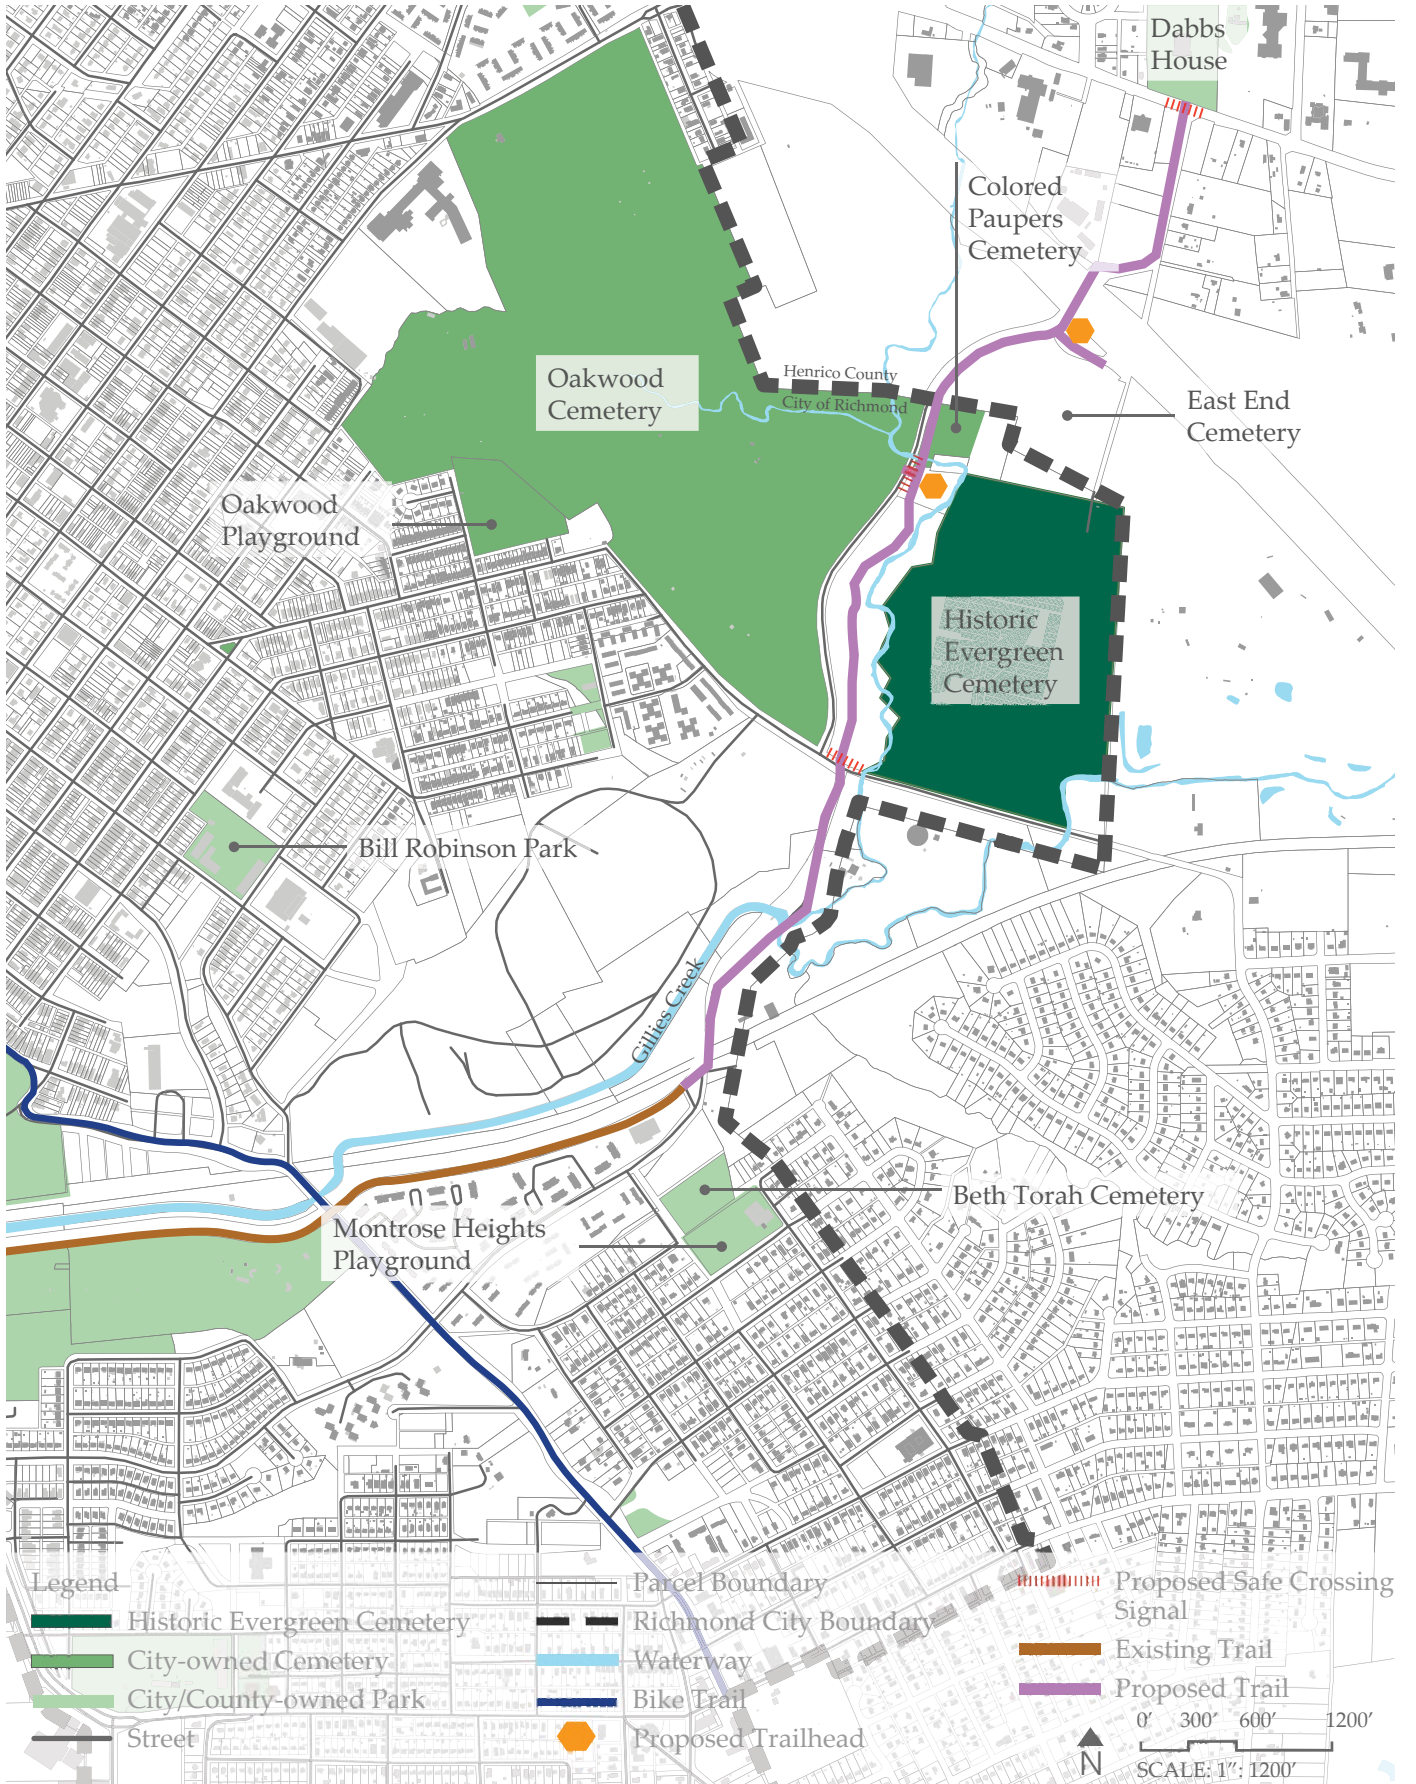 Dabbs
House
Colored
Paupers
Cemetery
Henrico County
City of Richmond
Oakwood
Cemetery
East End
Cemetery
Oakwood
Playground
Historic
Evergreen
Cemetery
Bill Robinson Park
Gillies Creek
Beth Torah Cemetery
Montrose Heights
Playground
Legend
Historic Evergreen Cemetery
City-owned Cemetery
City/County-owned Park
Street
Parcel Boundary
Richmond City Boundary
Waterway
Bike Trail
Proposed Trailhead
Proposed Safe Crossing
Signal
Existing Trail
Proposed Trail
0' 300' 600' 1200'
N
SCALE: 1": 1200'